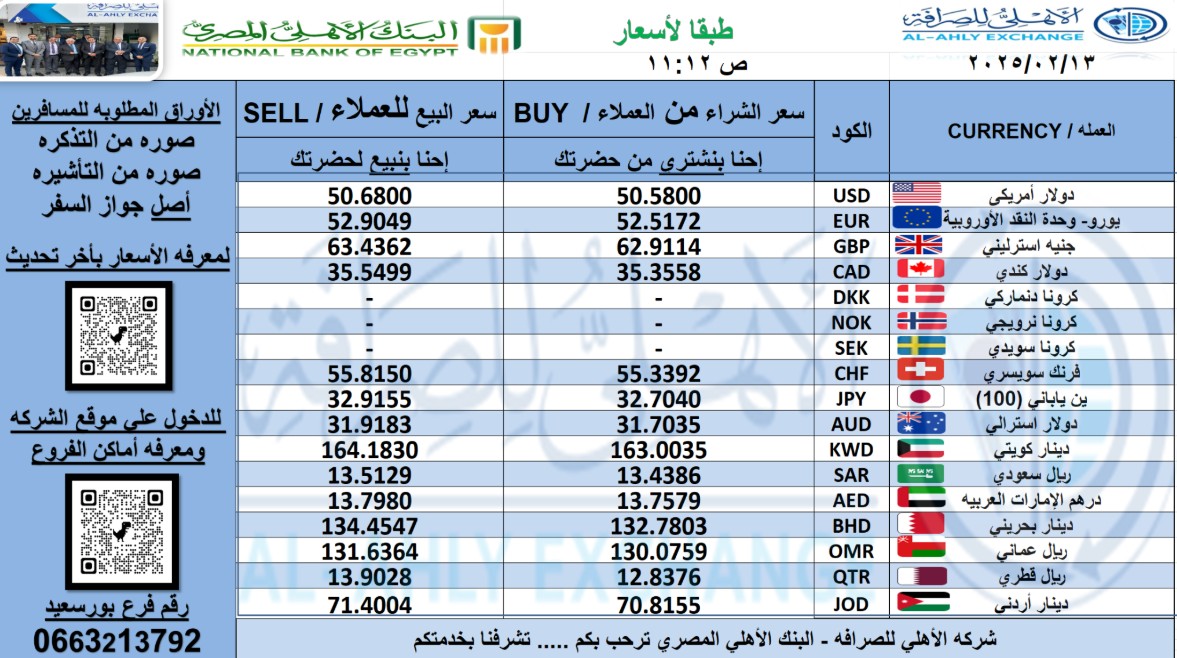 الأهلي للصرافة
AL-AHLY EXCHANGE
٢٠٢٥/٠٢/١٣
طبقا لأسعار
ص ١١:١٢
البنك الأهلي المصري
NATIONAL BANK OF EGYPT
AL-AHLY EXCHA
العمله / CURRENCY
الكود
سعر الشراء من العملاء / BUY
إحنا بنشتري من حضرتك
سعر البيع للعملاء / SELL
إحنا بنبيع لحضرتك
دولار أمريكي USD 50.5800 50.6800
يورو- وحدة النقد الأوروبية EUR 52.5172 52.9049
جنيه استرليني GBP 62.9114 63.4362
دولار كندي CAD 35.3558 35.5499
كرونا دنماركي DKK - -
كرونا نرويجي NOK - -
كرونا سويدي SEK - -
فرنك سويسري CHF 55.3392 55.8150
ين ياباني (100) JPY 32.7040 32.9155
دولار استرالي AUD 31.7035 31.9183
دينار كويتي KWD 163.0035 164.1830
ريال سعودي SAR 13.4386 13.5129
درهم الإمارات العربيه AED 13.7579 13.7980
دينار بحريني BHD 132.7803 134.4547
ريال عماني OMR 130.0759 131.6364
ريال قطري QTR 12.8376 13.9028
دينار أردني JOD 70.8155 71.4004
شركه الأهلي للصرافه - البنك الأهلي المصري ترحب بكم ..... تشرفنا بخدمتكم
الأوراق المطلوبه للمسافرين
صوره من التذكره
صوره من التأشيره
أصل جواز السفر
لمعرفه الأسعار بأخر تحديث
للدخول علي موقع الشركه
ومعرفه أماكن الفروع
رقم فرع بورسعيد
0663213792
الأهلي للصرافة
AL-AHLY EXCHANGE